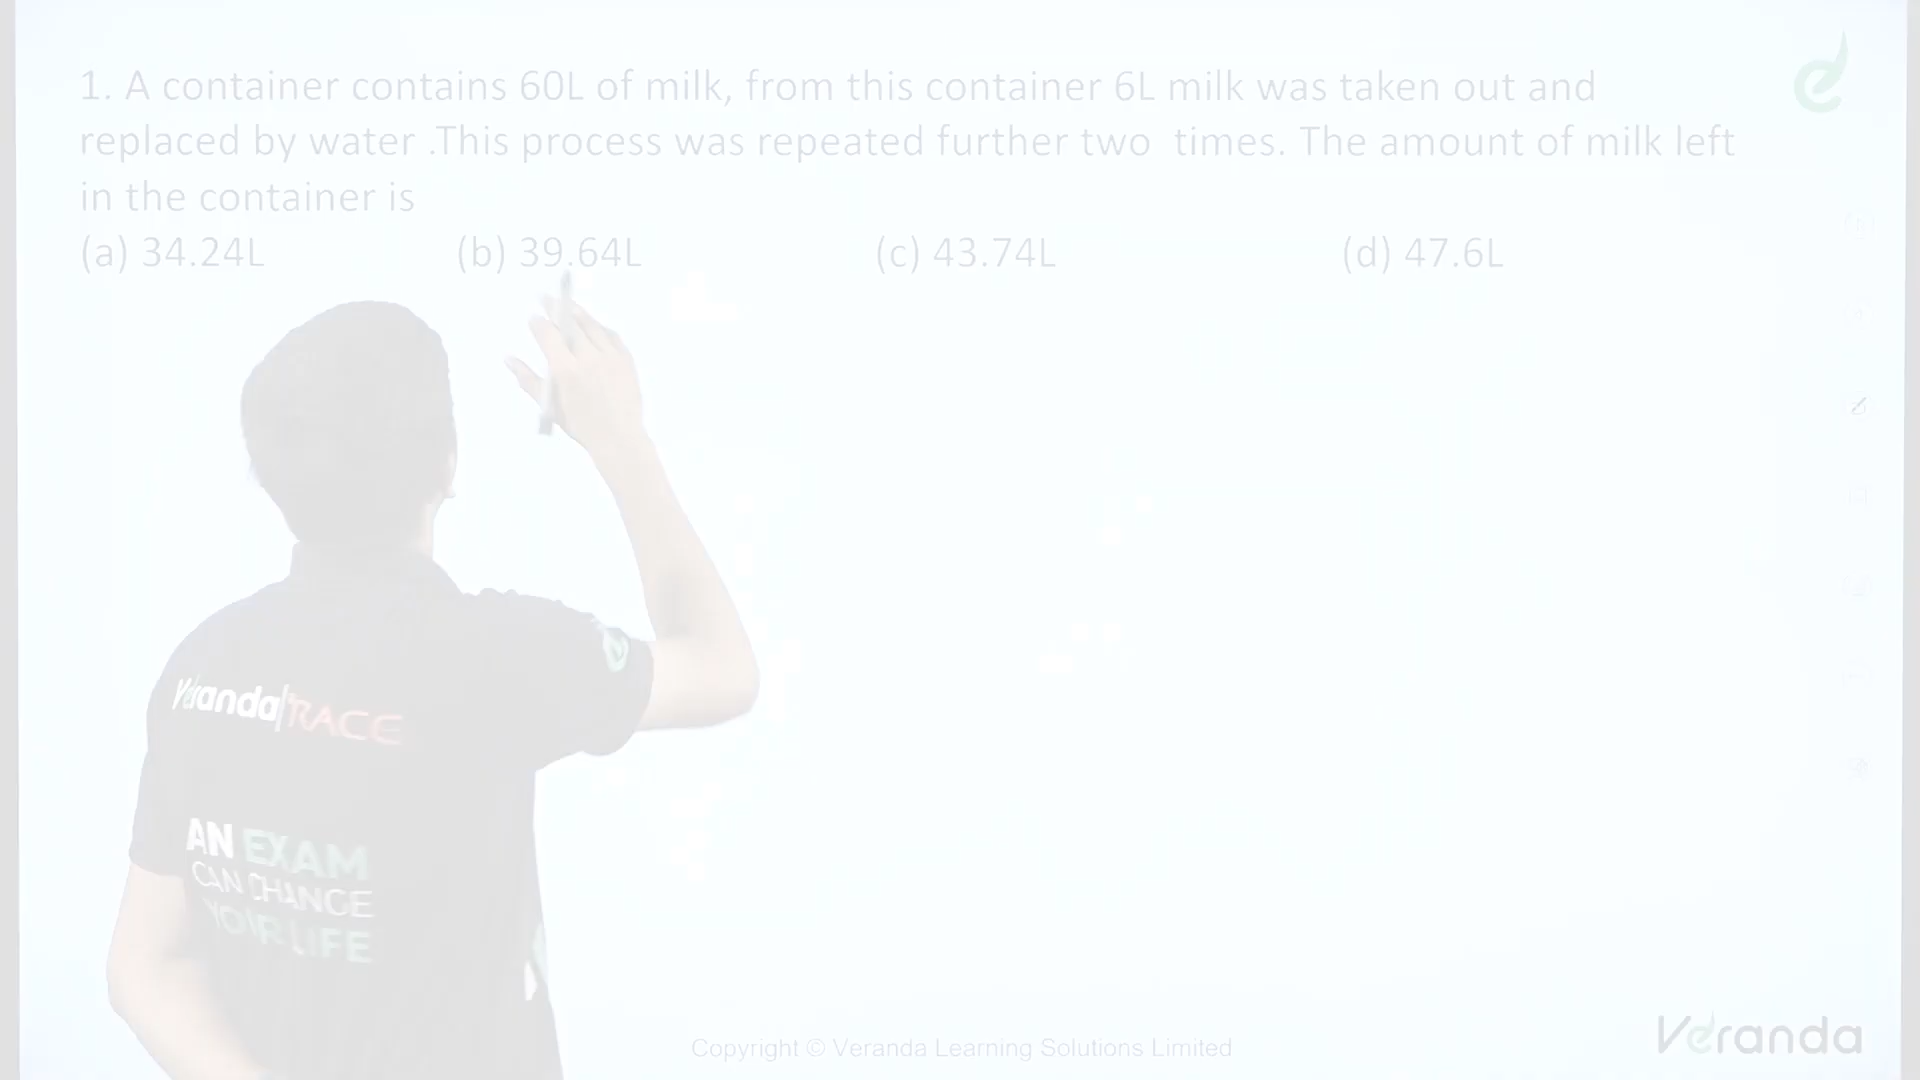 1. A container contains 60L of milk, from this container 6L milk was taken out and
replaced by water .This process was repeated further two  times. The amount of milk left
in the container is
(a) 34.24L (b) 39.64L (c) 43.74L (d) 47.6L
Veranda RACE
AN EXAM
CAN CHANGE
YOUR LIFE
Copyright © Veranda Learning Solutions Limited
Veranda